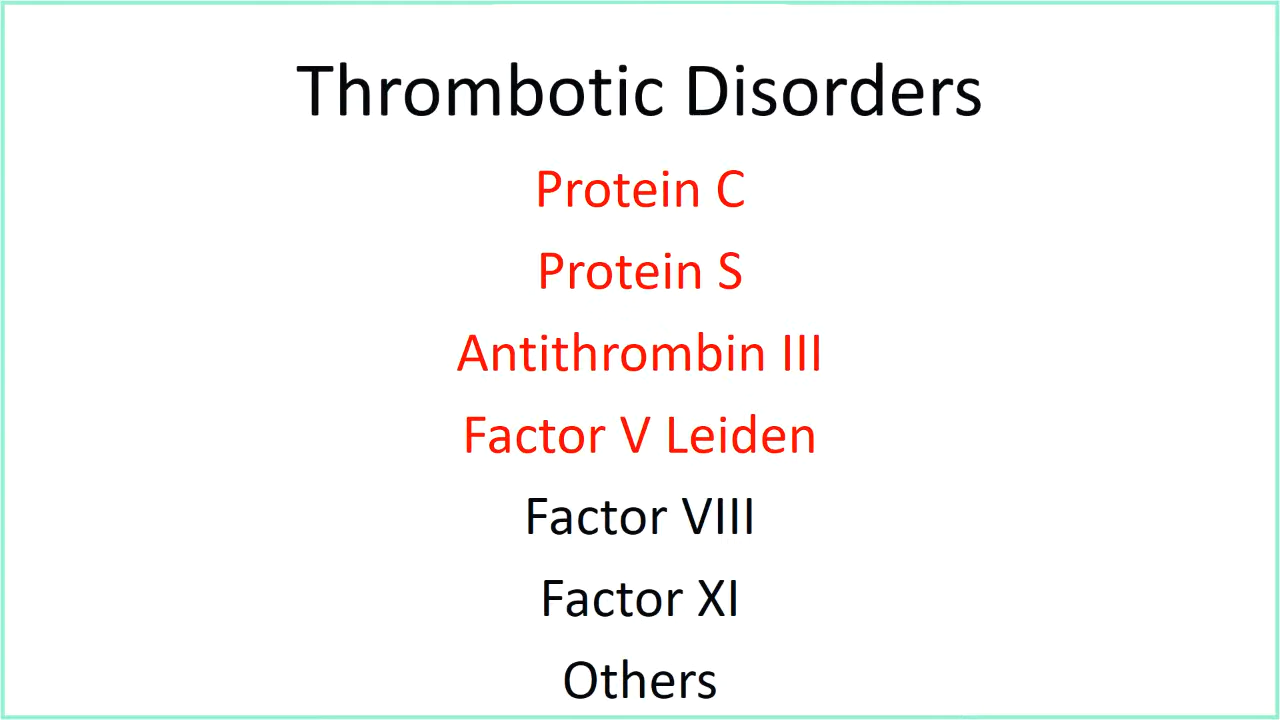 Thrombotic Disorders
Protein C
Protein S
Antithrombin III
Factor V Leiden
Factor VIII
Factor XI
Others